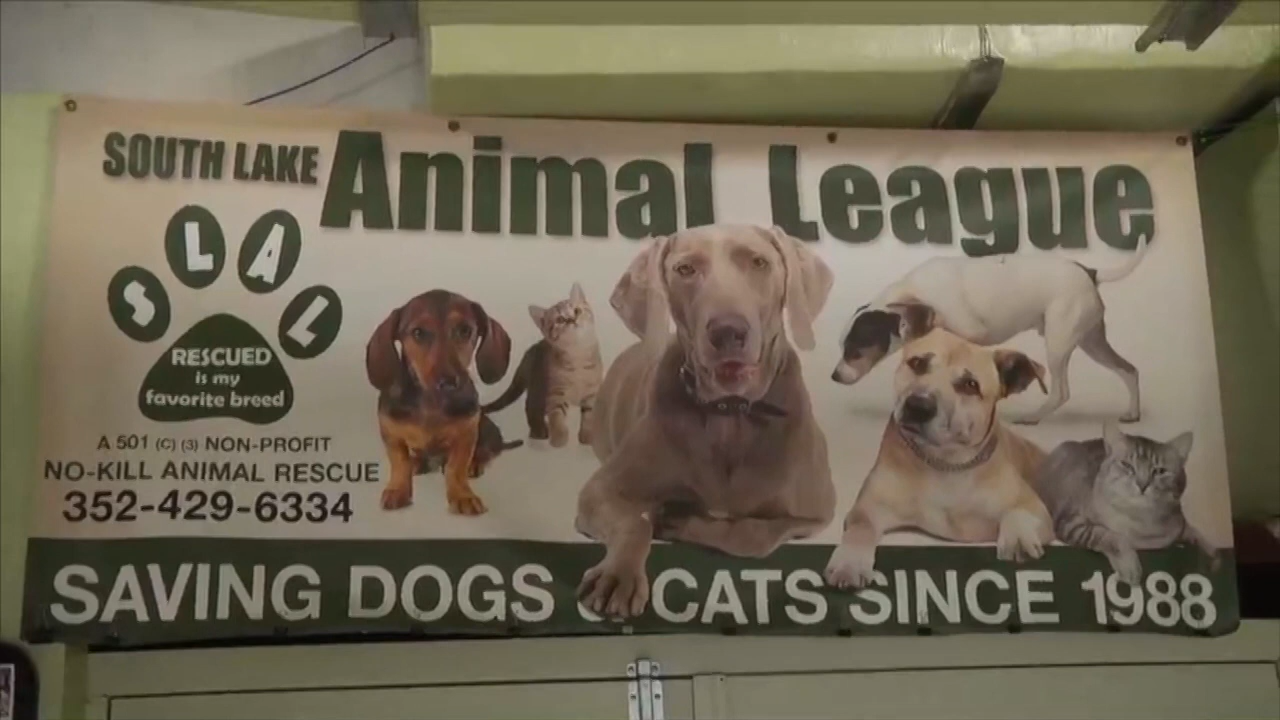 SOUTH LAKE Animal League
SLAL
RESCUED
is my
favorite breed
A 501 (C) (3) NON-PROFIT
NO-KILL ANIMAL RESCUE
352-429-6334
SAVING DOGS & CATS SINCE 1988